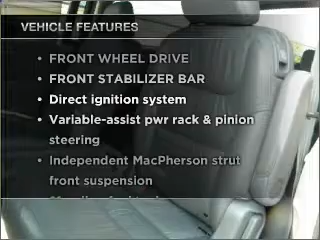 VEHICLE FEATURES
• FRONT WHEEL DRIVE
• FRONT STABILIZER BAR
• Direct ignition system
• Variable-assist pwr rack & pinion
steering
• Independent MacPherson strut
front suspension